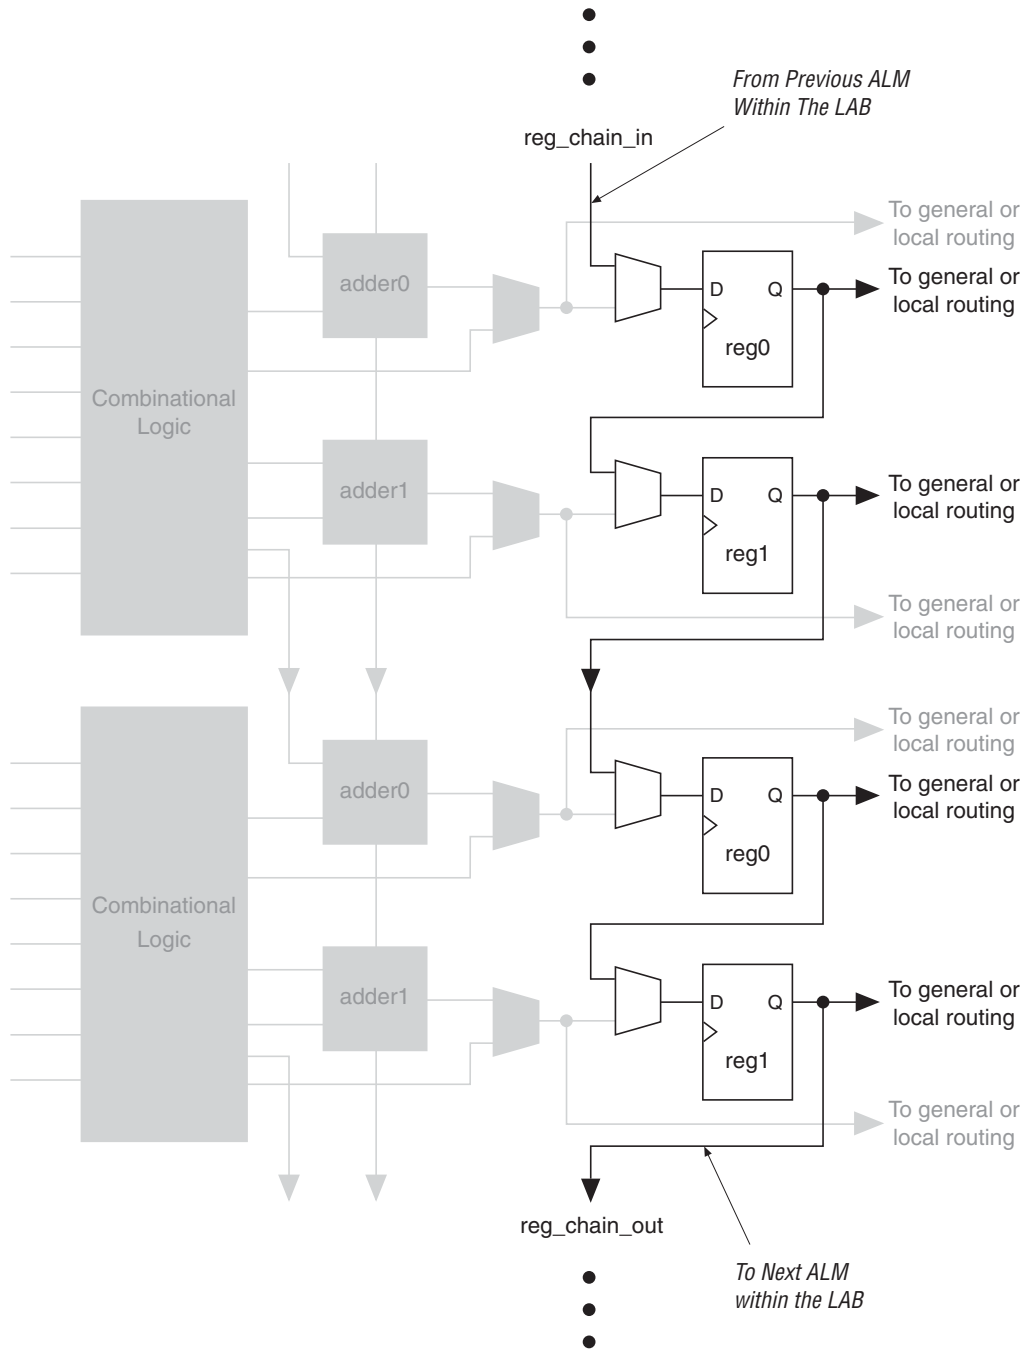 From Previous ALM
Within The LAB
reg_chain_in
To general or
local routing
adder0
D Q
To general or
local routing
reg0
Combinational
Logic
adder1
D Q
To general or
local routing
reg1
To general or
local routing
To general or
local routing
adder0
D Q
To general or
local routing
reg0
Combinational
Logic
adder1
D Q
To general or
local routing
reg1
To general or
local routing
reg_chain_out
To Next ALM
within the LAB